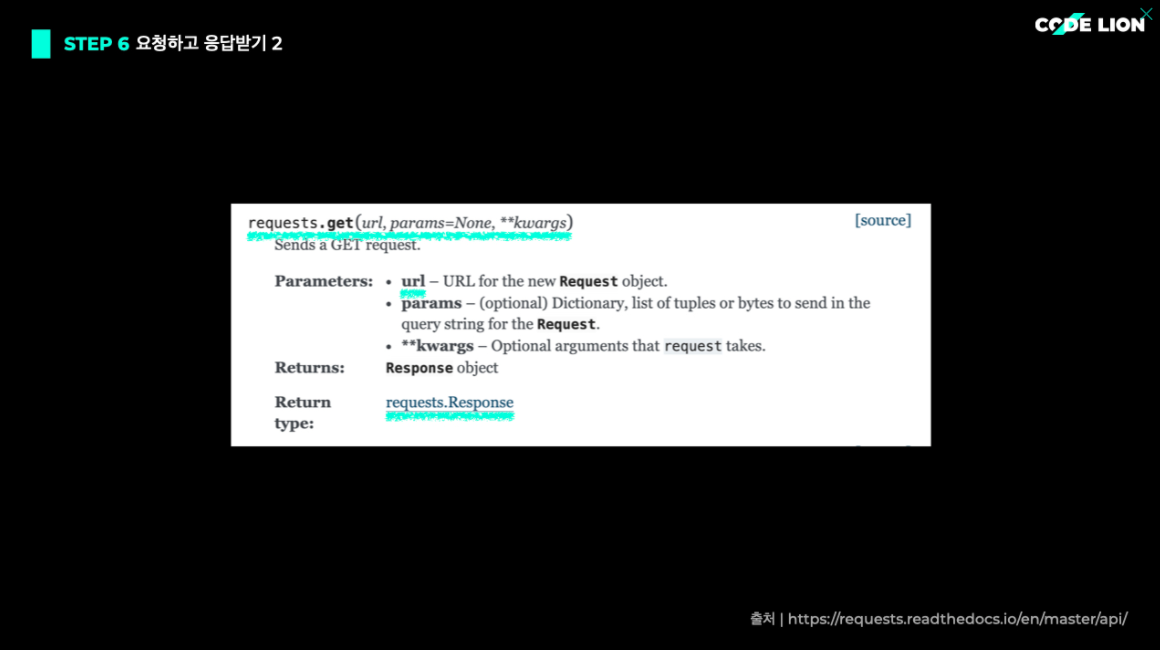 STEP 6 요청하고 응답받기 2
CODE LION
requests.get(url, params=None, **kwargs)
[source]
Sends a GET request.
Parameters:
• url – URL for the new Request object.
• params – (optional) Dictionary, list of tuples or bytes to send in the
query string for the Request.
• **kwargs – Optional arguments that request takes.
Returns:
Response object
Return
type:
requests.Response
출처 | https://requests.readthedocs.io/en/master/api/